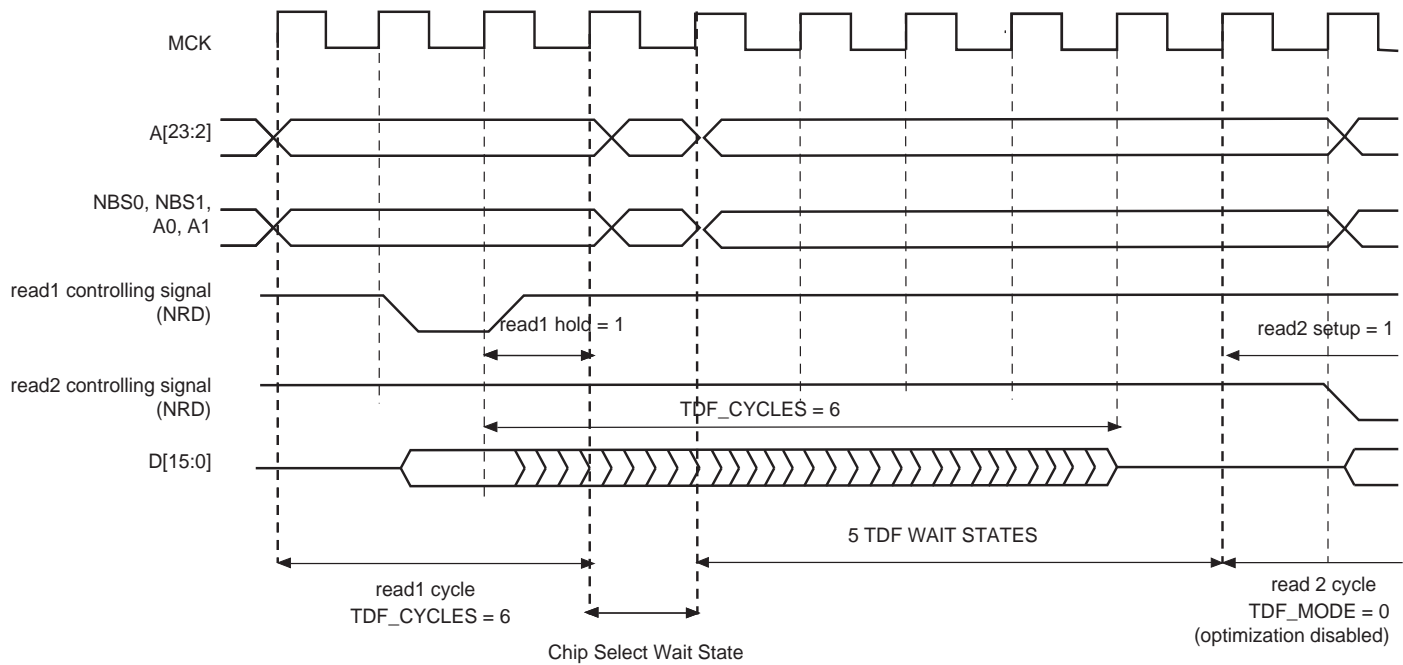 MCK
A[23:2]
NBS0, NBS1,
A0, A1
read1 controlling signal
(NRD)
read1 hold = 1
read2 setup = 1
read2 controlling signal
(NRD)
TDF_CYCLES = 6
D[15:0]
5 TDF WAIT STATES
read1 cycle
TDF_CYCLES = 6
read 2 cycle
TDF_MODE = 0
(optimization disabled)
Chip Select Wait State